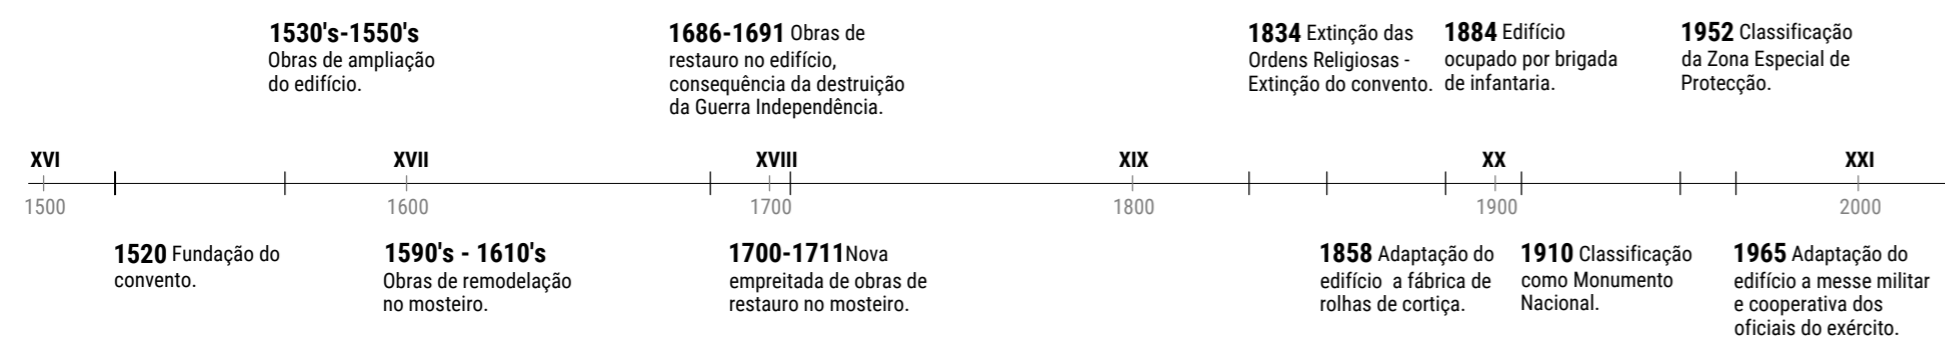 1530's-1550's
Obras de ampliação
do edifício.
1686-1691 Obras de
restauro no edifício,
consequência da destruição
da Guerra Independência.
1834 Extinção das
Ordens Religiosas -
Extinção do convento.
1884 Edifício
ocupado por brigada
de infantaria.
1952 Classificação
da Zona Especial de
Protecção.
XVI
XVII
XVIII
XIX
XX
XXI
1500
1600
1700
1800
1900
2000
1520 Fundação do
convento.
1590's - 1610's
Obras de remodelação
no mosteiro.
1700-1711Nova
empreitada de obras de
restauro no mosteiro.
1858 Adaptação do
edifício a fábrica de
rolhas de cortiça.
1910 Classificação
como Monumento
Nacional.
1965 Adaptação do
edifício a messe militar
e cooperativa dos
oficiais do exército.